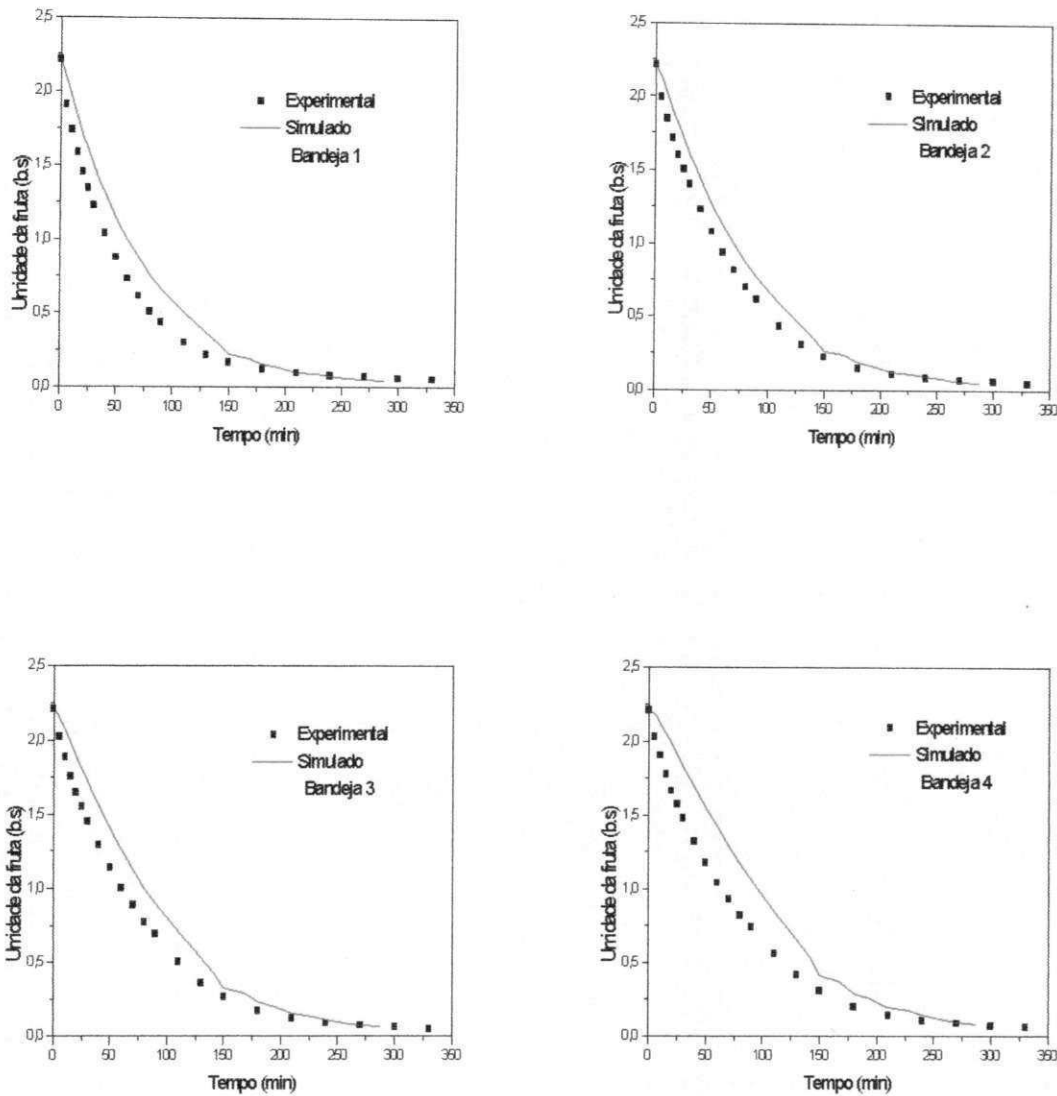 2,5
2,0
1,5
1,0
0,5
0,0
Umidade da fruta (b.s)
Experimental
Simulado
Bandeja 1
0 50 100 150 200 250 300 350
Tempo (min)
2,5
2,0
1,5
1,0
0,5
0,0
Umidade da fruta (b.s)
Experimental
Simulado
Bandeja 2
0 50 100 150 200 250 300 350
Tempo (min)
2,5
2,0
1,5
1,0
0,5
0,0
Umidade da fruta (b.s)
Experimental
Simulado
Bandeja 3
0 50 100 150 200 250 300 350
Tempo (min)
2,5
2,0
1,5
1,0
0,5
0,0
Umidade da fruta (b.s)
Experimental
Simulado
Bandeja 4
0 50 100 150 200 250 300 350
Tempo (min)